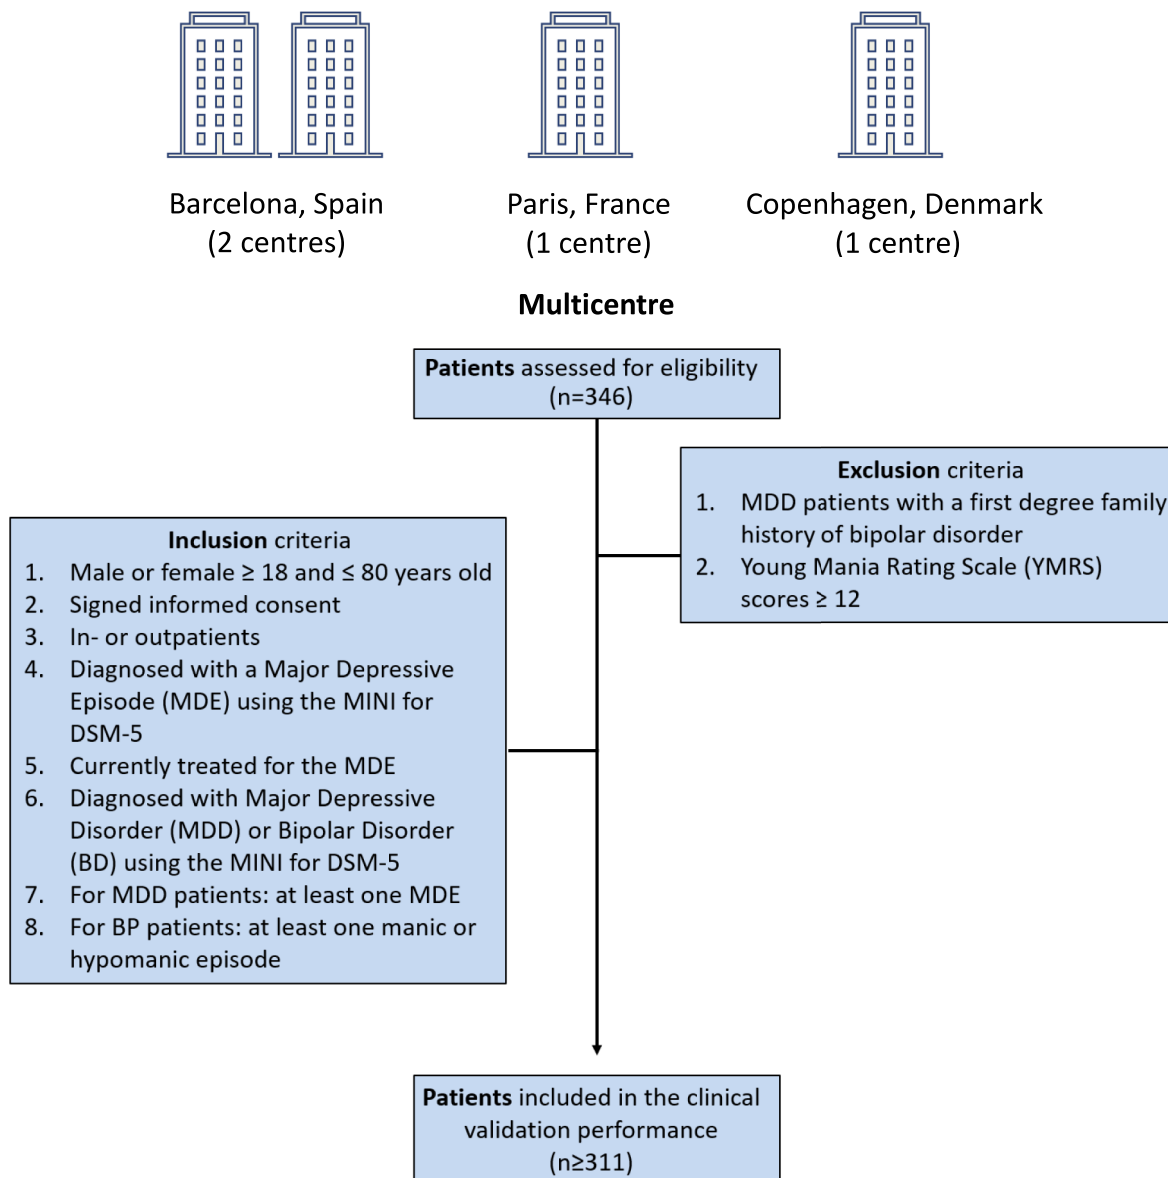 Barcelona, Spain
(2 centres)
Paris, France
(1 centre)
Copenhagen, Denmark
(1 centre)
Multicentre
Patients assessed for eligibility
(n=346)
Exclusion criteria
1. MDD patients with a first degree family
history of bipolar disorder
2. Young Mania Rating Scale (YMRS)
scores ≥ 12
Inclusion criteria
1. Male or female ≥ 18 and ≤ 80 years old
2. Signed informed consent
3. In- or outpatients
4. Diagnosed with a Major Depressive
Episode (MDE) using the MINI for
DSM-5
5. Currently treated for the MDE
6. Diagnosed with Major Depressive
Disorder (MDD) or Bipolar Disorder
(BD) using the MINI for DSM-5
7. For MDD patients: at least one MDE
8. For BP patients: at least one manic or
hypomanic episode
Patients included in the clinical
validation performance
(n≥311)